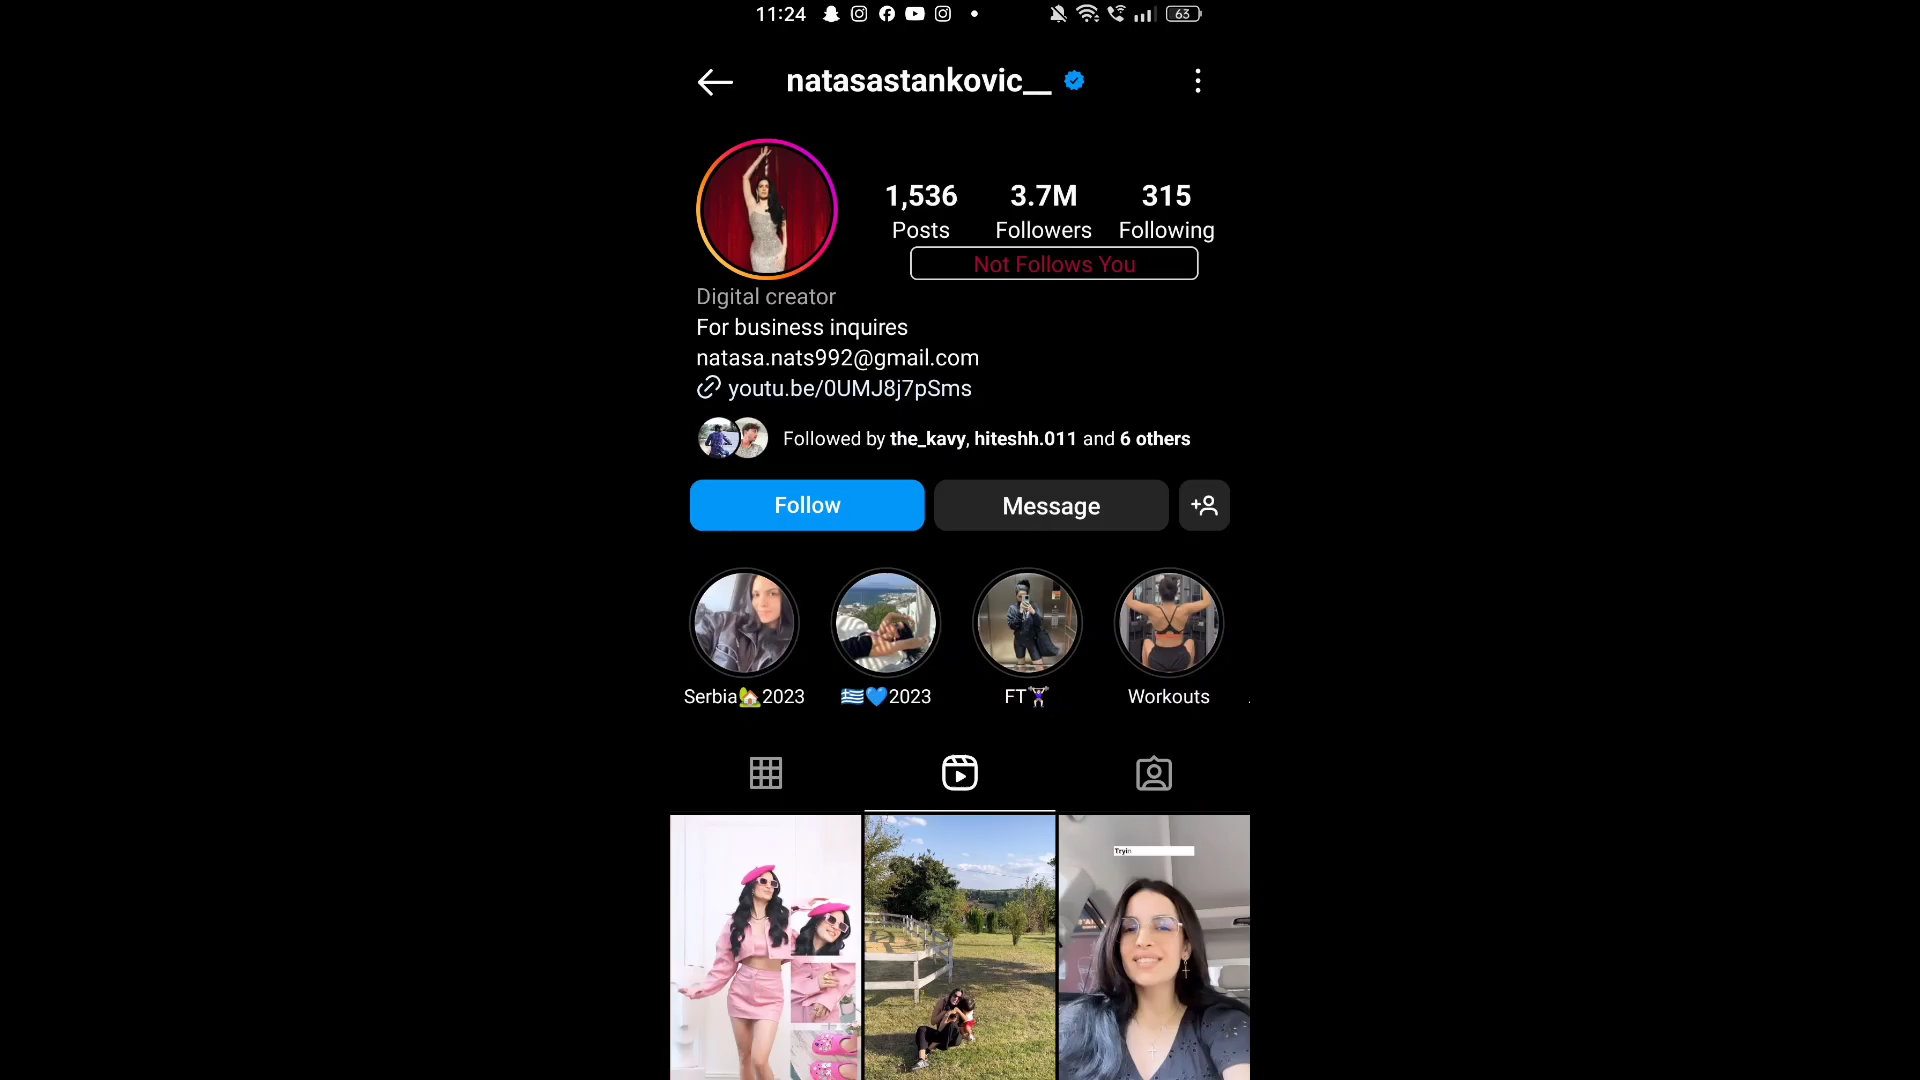 11:24
63
natasastankovic__
1,536 3.7M 315
Posts Followers Following
Not Follows You
Digital creator
For business inquires
natasa.nats992@gmail.com
youtu.be/0UMJ8j7pSms
Followed by the_kavy, hiteshh.011 and 6 others
Follow Message
Serbia🏡2023 🇬🇷💙2023 FT🏋️‍♀️ Workouts
Tryin